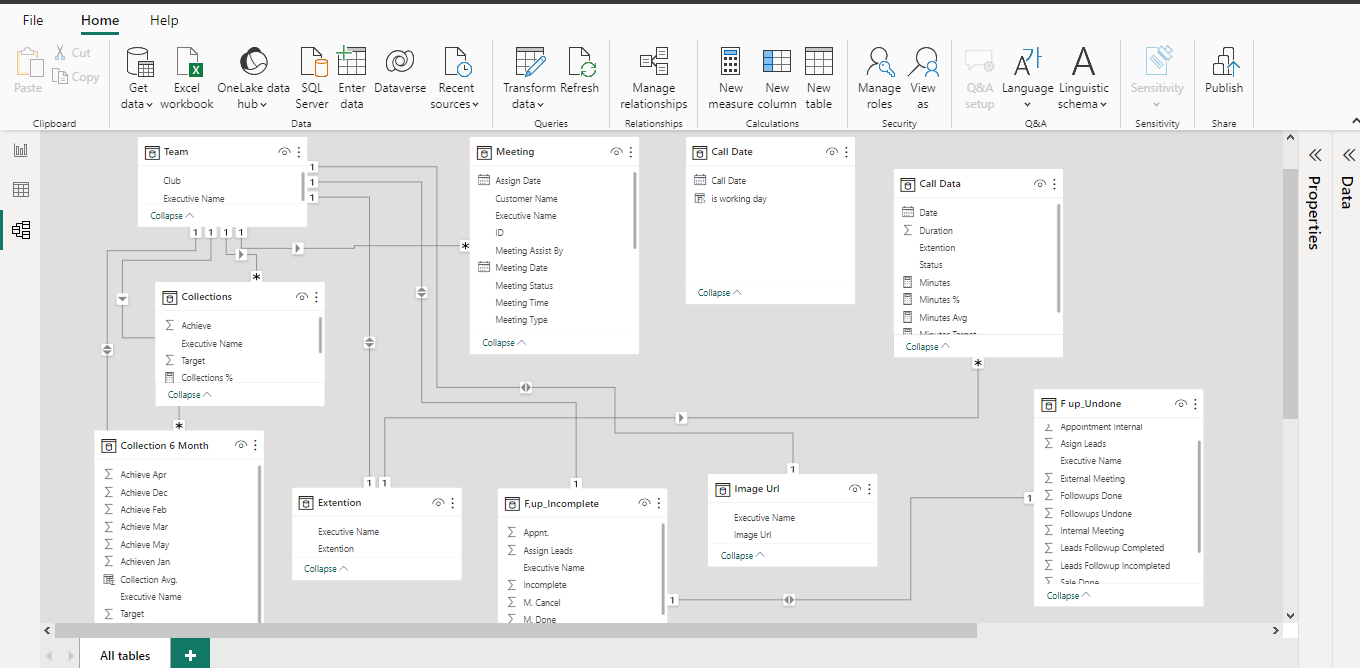 File Home Help
Paste
Cut
Copy
Get data
Excel workbook
OneLake data hub
SQL Server
Enter data
Dataverse
Recent sources
Transform data
Refresh
Manage relationships
New measure
New column
New table
Manage roles
View as
Q&A setup
Language
Linguistic schema
Sensitivity
Publish
Clipboard
Data
Queries
Relationships
Calculations
Security
Q&A
Sensitivity
Share
Team
Club
Executive Name
Collapse
1
1
1
1 1 1 1
Meeting
Assign Date
Customer Name
Executive Name
ID
Meeting Assist By
Meeting Date
Meeting Status
Meeting Time
Meeting Type
Collapse
*
Call Date
Call Date
is working day
Collapse
Call Data
Date
Duration
Extention
Status
Minutes
Minutes %
Minutes Avg
Minutes Target
Collapse
*
*
Collections
Achieve
Executive Name
Target
Collections %
Collapse
*
Collection 6 Month
Achieve Apr
Achieve Dec
Achieve Feb
Achieve Mar
Achieve May
Achieven Jan
Collection Avg.
Executive Name
Target
1 1
Extention
Executive Name
Extention
Collapse
1
F,up_Incomplete
Appnt.
Assign Leads
Executive Name
Incomplete
M. Cancel
M. Done
1
1
Image Url
Executive Name
Image Url
Collapse
1
F up_Undone
Appointment Internal
Asign Leads
Executive Name
External Meeting
Followups Done
Followups Undone
Internal Meeting
Leads Followup Completed
Leads Followup Incompleted
Sale Done
Collapse
Properties
Data
All tables
+